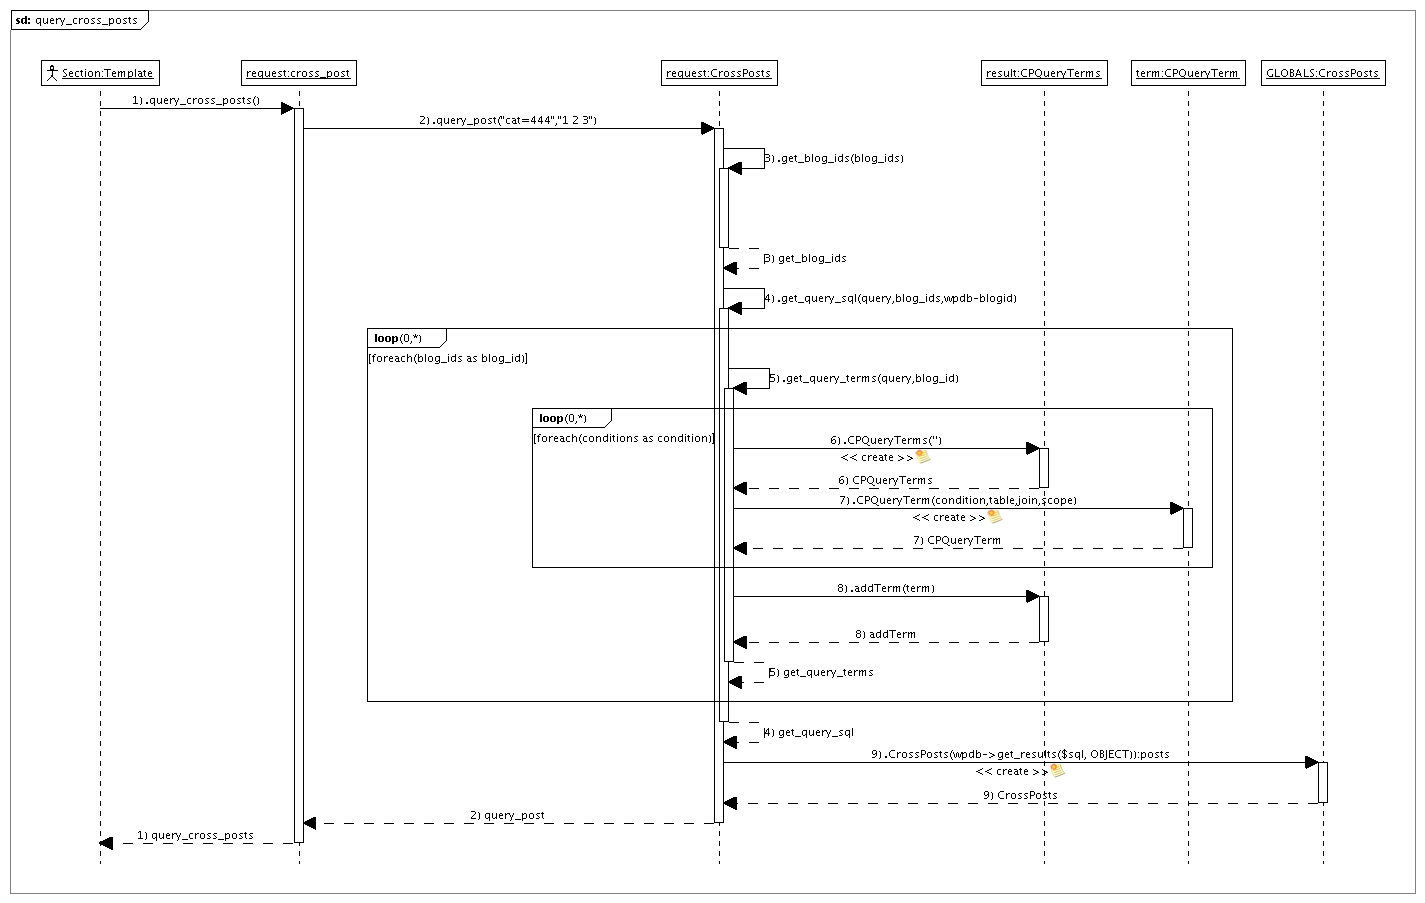 sd: query_cross_posts
Section:Template
request:cross_post
request:CrossPosts
result:CPQueryTerms
term:CPQueryTerm
GLOBALS:CrossPosts
1).query_cross_posts()
2).query_post("cat=444","1 2 3")
3).get_blog_ids(blog_ids)
3) get_blog_ids
4).get_query_sql(query,blog_ids,wpdb-blogid)
loop(0,*)
[foreach(blog_ids as blog_id)]
5).get_query_terms(query,blog_id)
loop(0,*)
[foreach(conditions as condition)]
6).CPQueryTerms('')
<< create >>
6) CPQueryTerms
7).CPQueryTerm(condition,table,join,scope)
<< create >>
7) CPQueryTerm
8).addTerm(term)
8) addTerm
5) get_query_terms
4) get_query_sql
9).CrossPosts(wpdb->get_results($sql, OBJECT)):posts
<< create >>
9) CrossPosts
2) query_post
1) query_cross_posts